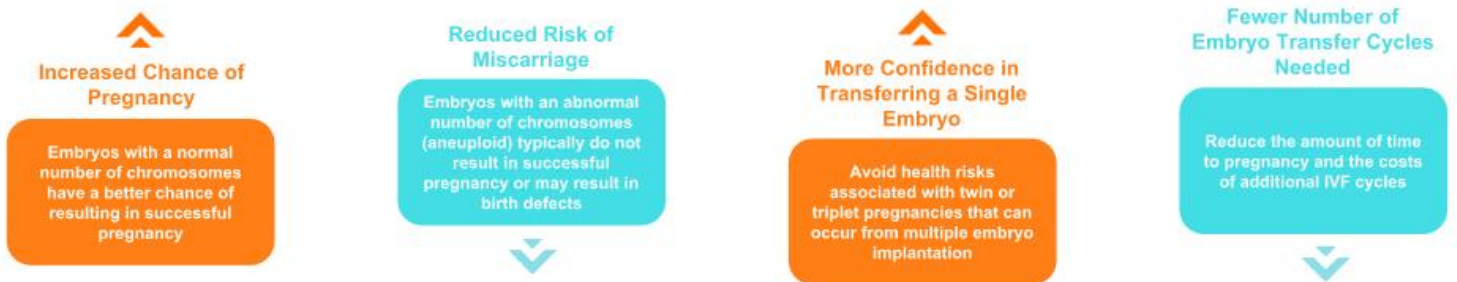 Increased Chance of
Pregnancy
Embryos with a normal
number of chromosomes
have a better chance of
resulting in successful
pregnancy
Reduced Risk of
Miscarriage
Embryos with an abnormal
number of chromosomes
(aneuploid) typically do not
result in successful
pregnancy or may result in
birth defects
More Confidence in
Transferring a Single
Embryo
Avoid health risks
associated with twin or
triplet pregnancies that can
occur from multiple embryo
implantation
Fewer Number of
Embryo Transfer Cycles
Needed
Reduce the amount of time
to pregnancy and the costs
of additional IVF cycles